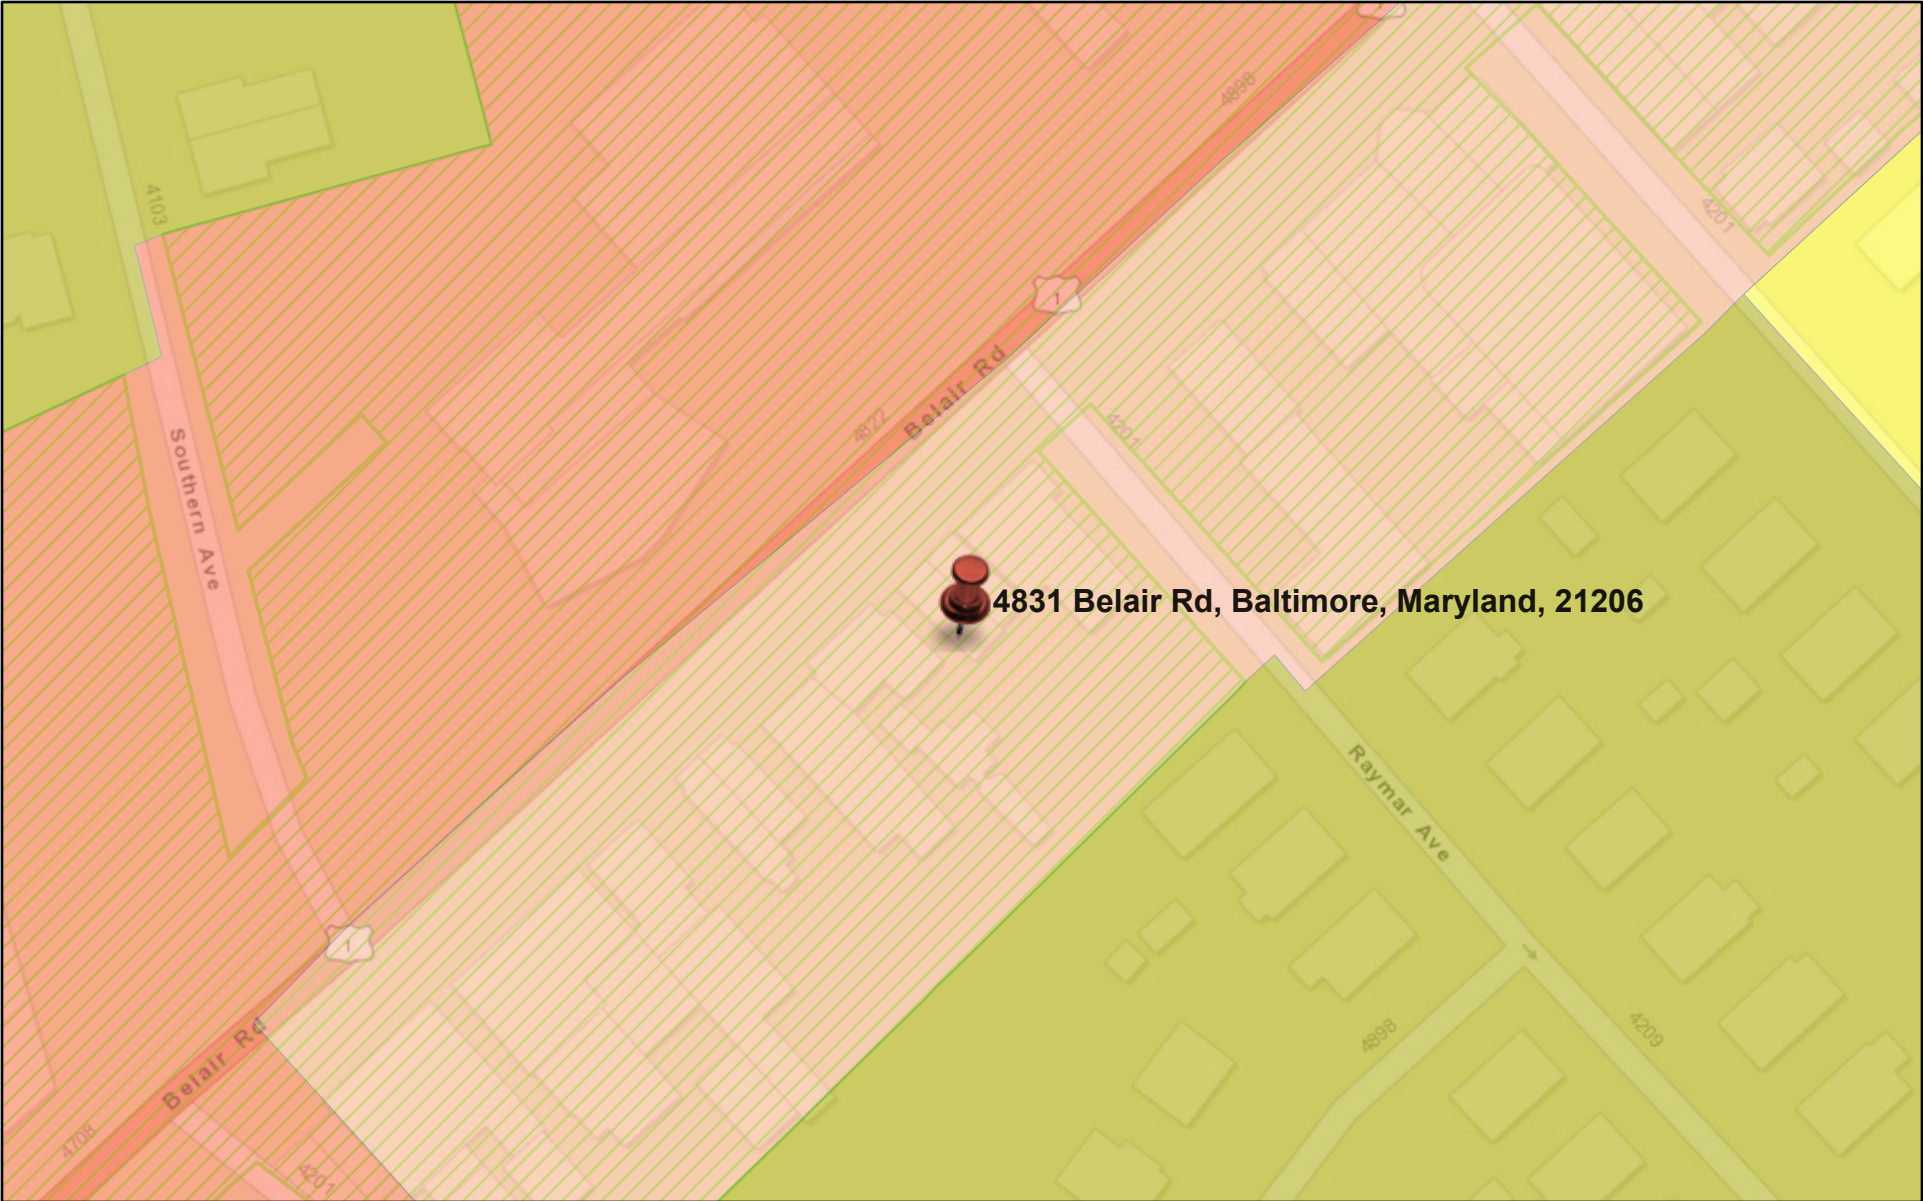 1
4898
4103
4201
1
Belair Rd
4822
4201
Southern Ave
4831 Belair Rd, Baltimore, Maryland, 21206
Raymar Ave
1
Belair Rd
4898
4209
4708
4201